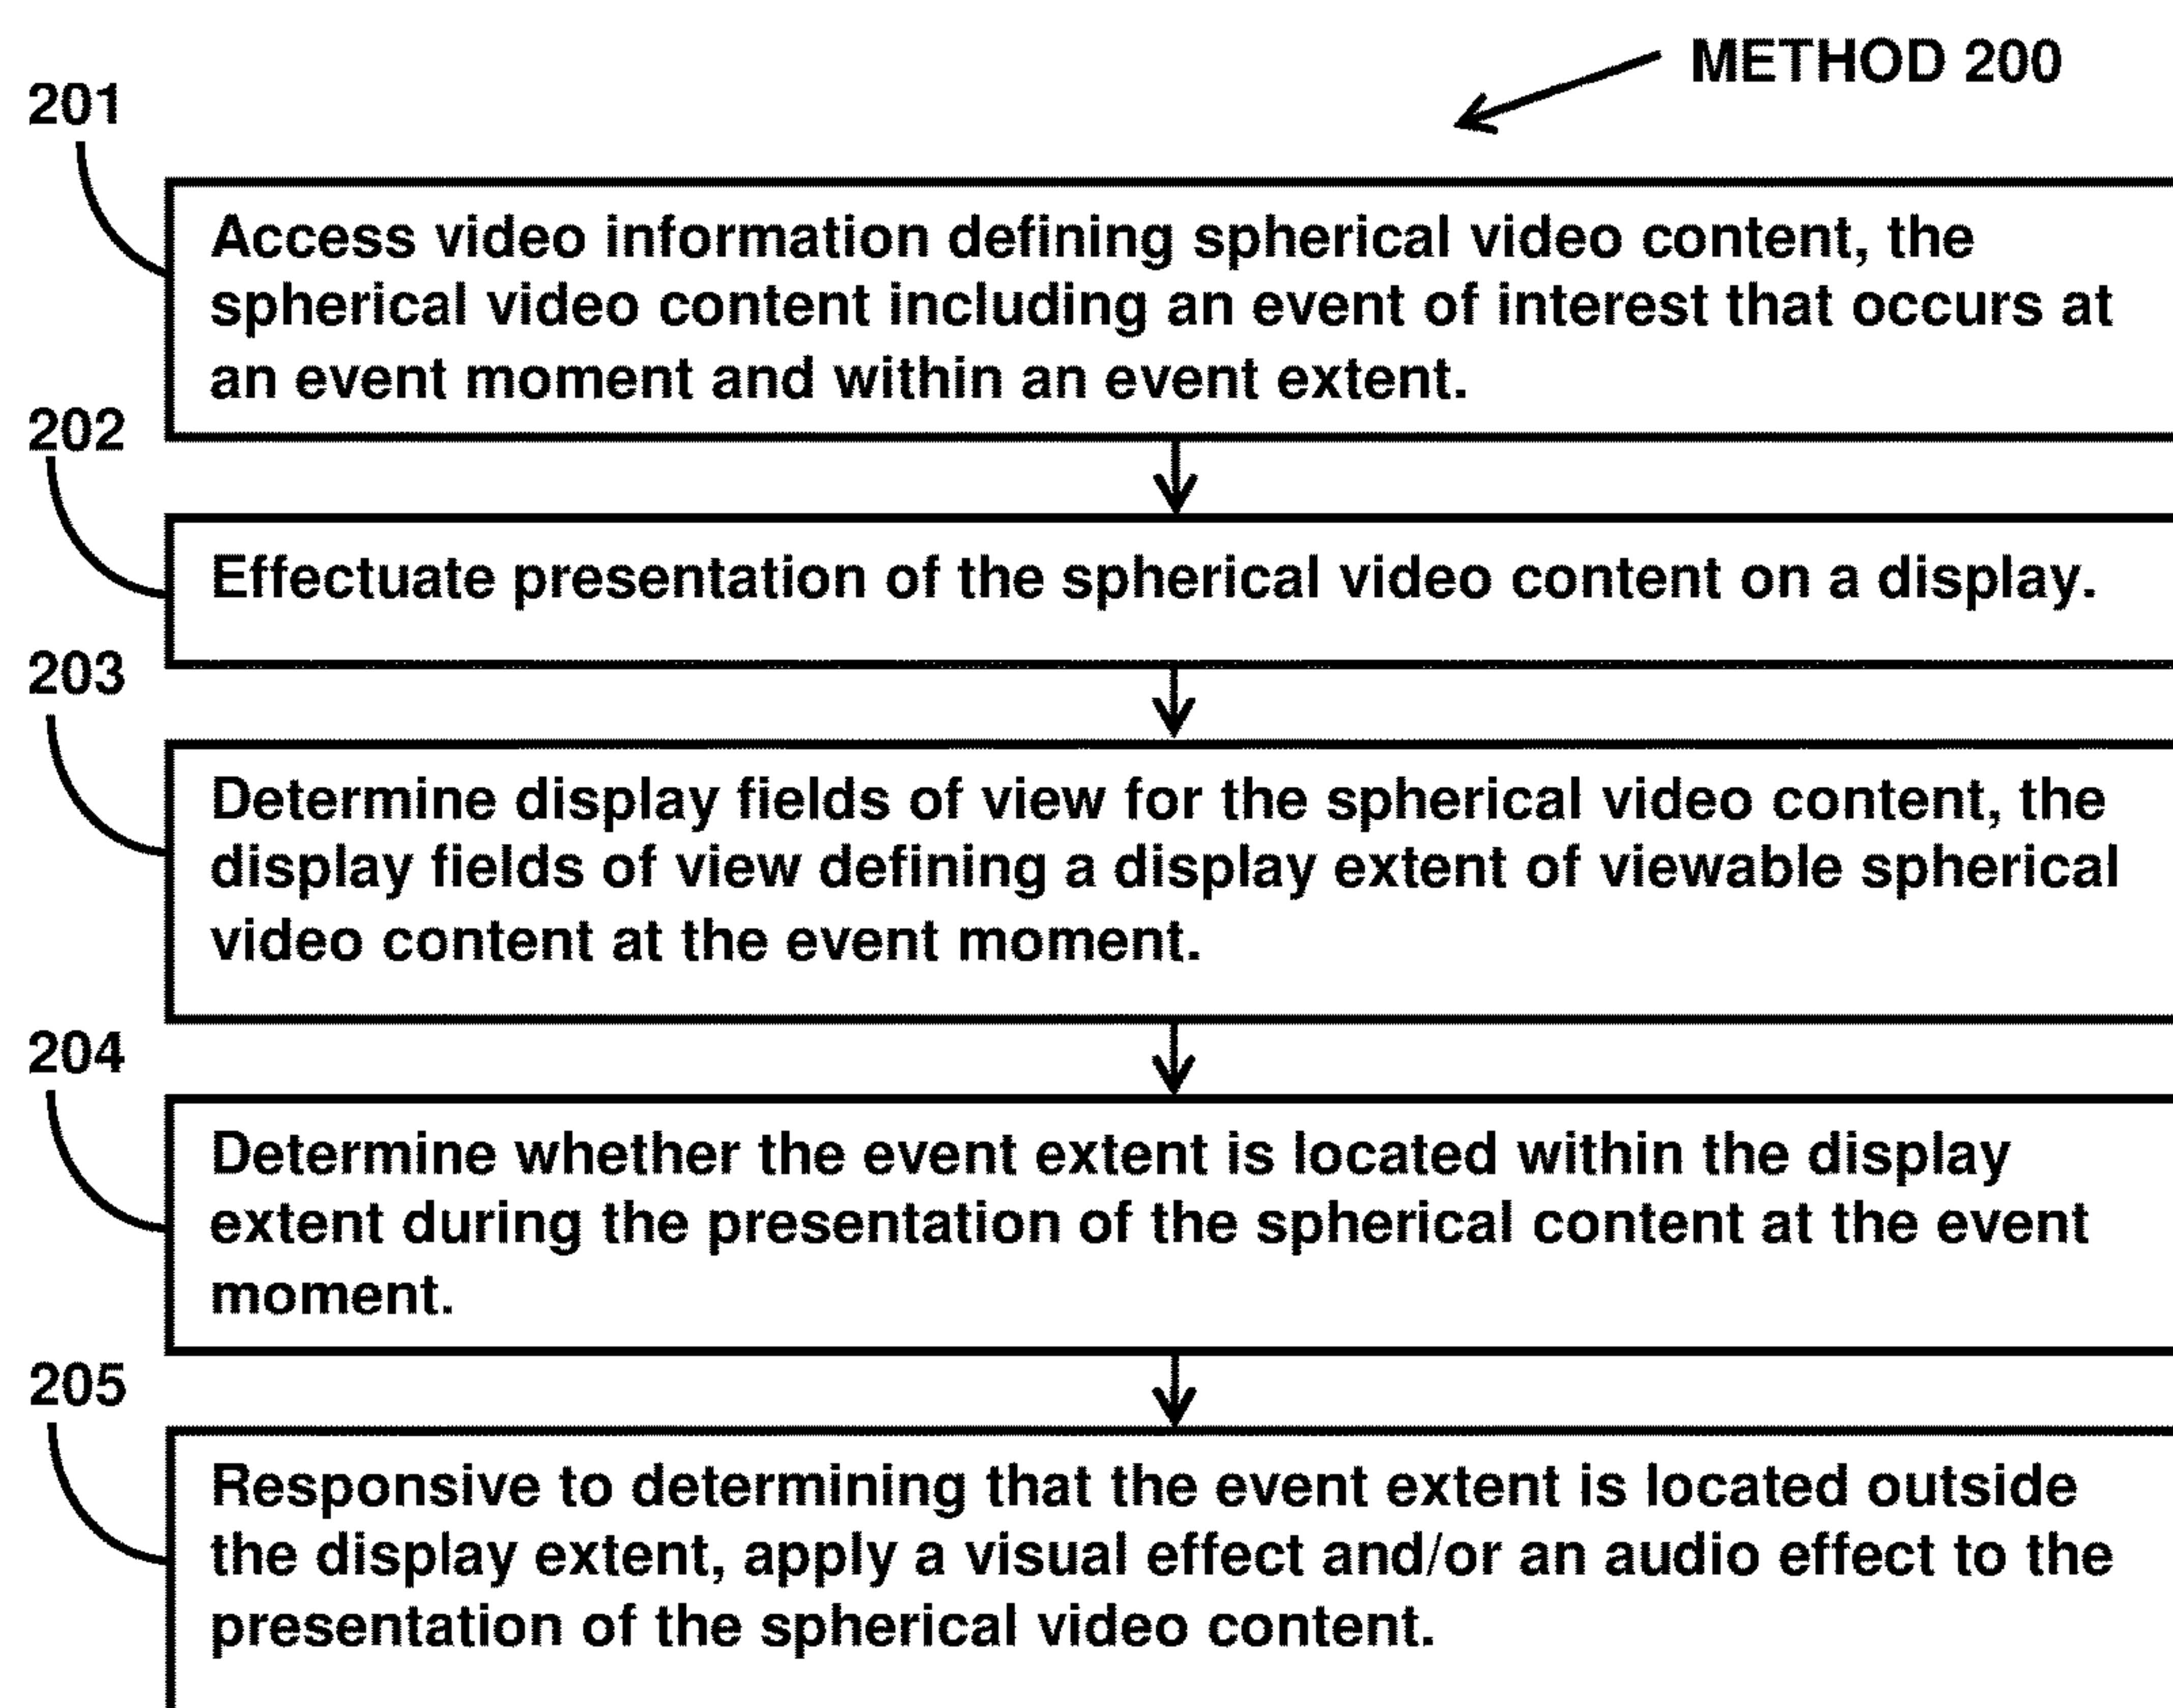 METHOD 200
201
Access video information defining spherical video content, the
spherical video content including an event of interest that occurs at
an event moment and within an event extent.
202
Effectuate presentation of the spherical video content on a display.
203
Determine display fields of view for the spherical video content, the
display fields of view defining a display extent of viewable spherical
video content at the event moment.
204
Determine whether the event extent is located within the display
extent during the presentation of the spherical content at the event
moment.
205
Responsive to determining that the event extent is located outside
the display extent, apply a visual effect and/or an audio effect to the
presentation of the spherical video content.